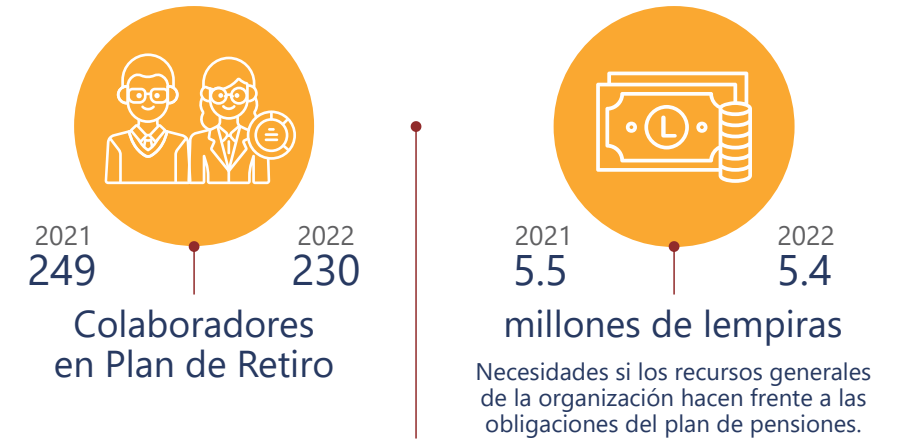 2021
249
2022
230
Colaboradores
en Plan de Retiro
L
2021
5.5
2022
5.4
millones de lempiras
Necesidades si los recursos generales
de la organización hacen frente a las
obligaciones del plan de pensiones.